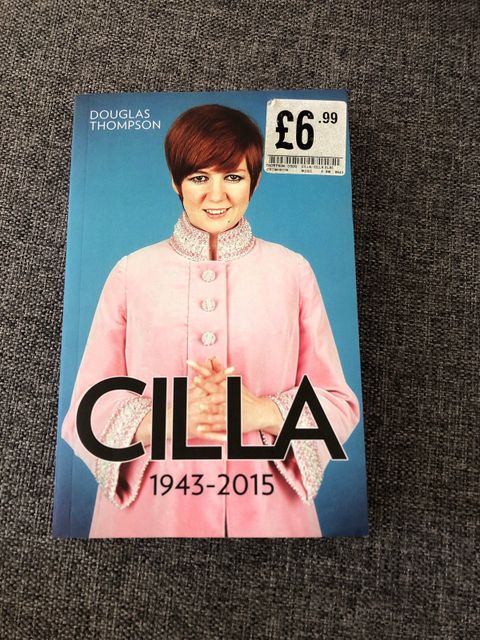 DOUGLAS
THOMPSON
£6.99
CILLA
1943-2015